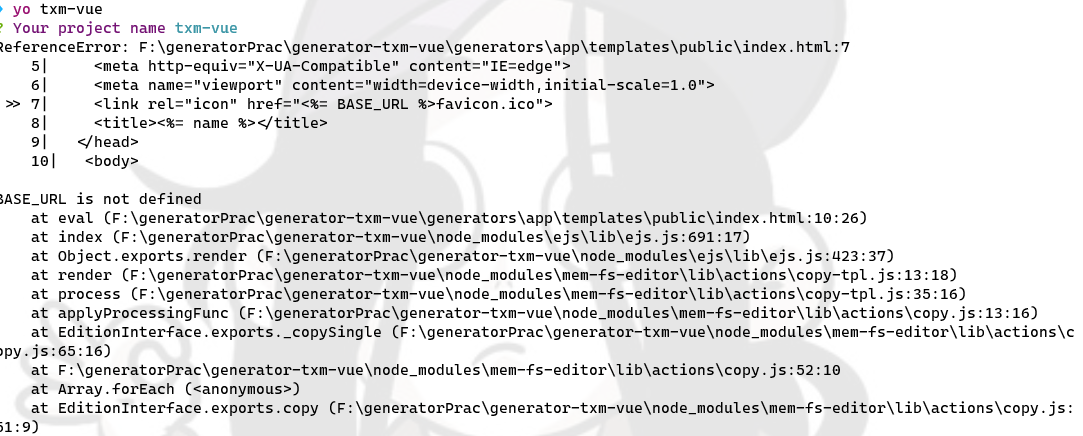 yo txm-vue
? Your project name txm-vue
ReferenceError: F:\generatorPrac\generator-txm-vue\generators\app\templates\public\index.html:7
5|     <meta http-equiv="X-UA-Compatible" content="IE=edge">
6|     <meta name="viewport" content="width=device-width,initial-scale=1.0">
>> 7|     <link rel="icon" href="<%= BASE_URL %>favicon.ico">
8|     <title><%= name %></title>
9|   </head>
10|   <body>
BASE_URL is not defined
at eval (F:\generatorPrac\generator-txm-vue\generators\app\templates\public\index.html:10:26)
at index (F:\generatorPrac\generator-txm-vue\node_modules\ejs\lib\ejs.js:691:17)
at Object.exports.render (F:\generatorPrac\generator-txm-vue\node_modules\ejs\lib\ejs.js:423:37)
at render (F:\generatorPrac\generator-txm-vue\node_modules\mem-fs-editor\lib\actions\copy-tpl.js:13:18)
at process (F:\generatorPrac\generator-txm-vue\node_modules\mem-fs-editor\lib\actions\copy-tpl.js:35:16)
at applyProcessingFunc (F:\generatorPrac\generator-txm-vue\node_modules\mem-fs-editor\lib\actions\copy.js:13:16)
at EditionInterface.exports._copySingle (F:\generatorPrac\generator-txm-vue\node_modules\mem-fs-editor\lib\actions\c
opy.js:65:16)
at F:\generatorPrac\generator-txm-vue\node_modules\mem-fs-editor\lib\actions\copy.js:52:10
at Array.forEach (<anonymous>)
at EditionInterface.exports.copy (F:\generatorPrac\generator-txm-vue\node_modules\mem-fs-editor\lib\actions\copy.js:
51:9)